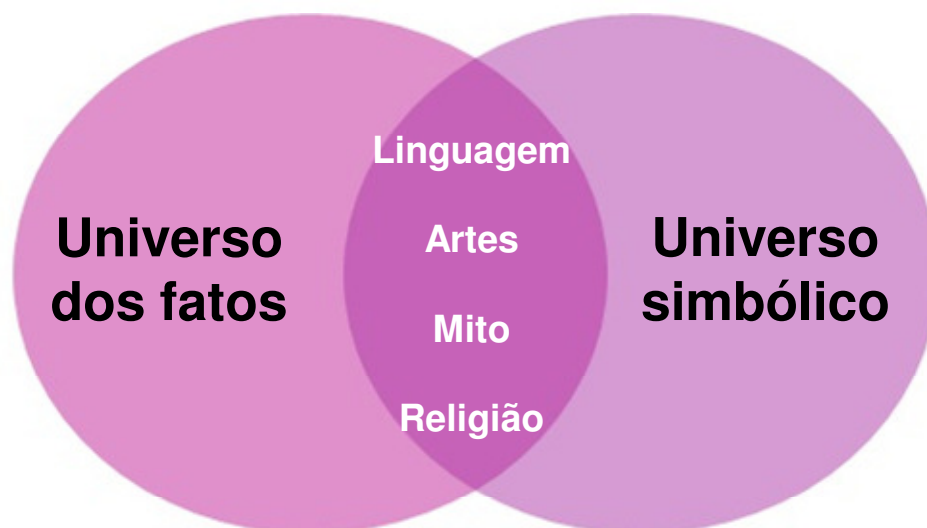 Universo
dos fatos
Linguagem
Artes
Mito
Religião
Universo
simbólico